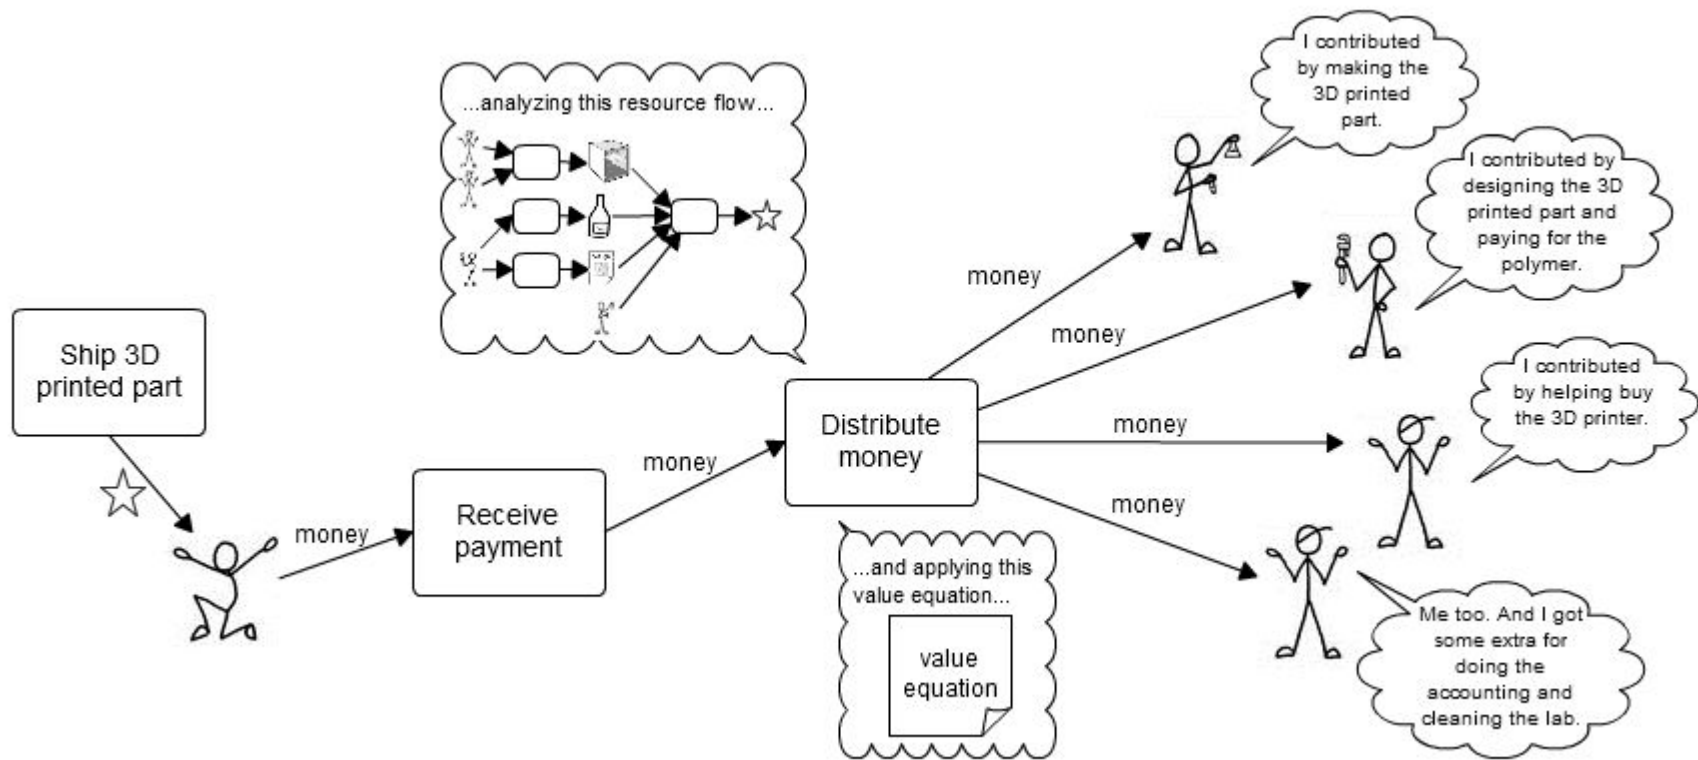 Ship 3D
printed part
money
Receive
payment
money
...analyzing this resource flow...
Distribute
money
...and applying this
value equation...
value
equation
money
money
money
money
I contributed
by making the
3D printed
part.
I contributed by
designing the 3D
printed part and
paying for the
polymer.
I contributed
by helping buy
the 3D printer.
Me too. And I got
some extra for
doing the
accounting and
cleaning the lab.